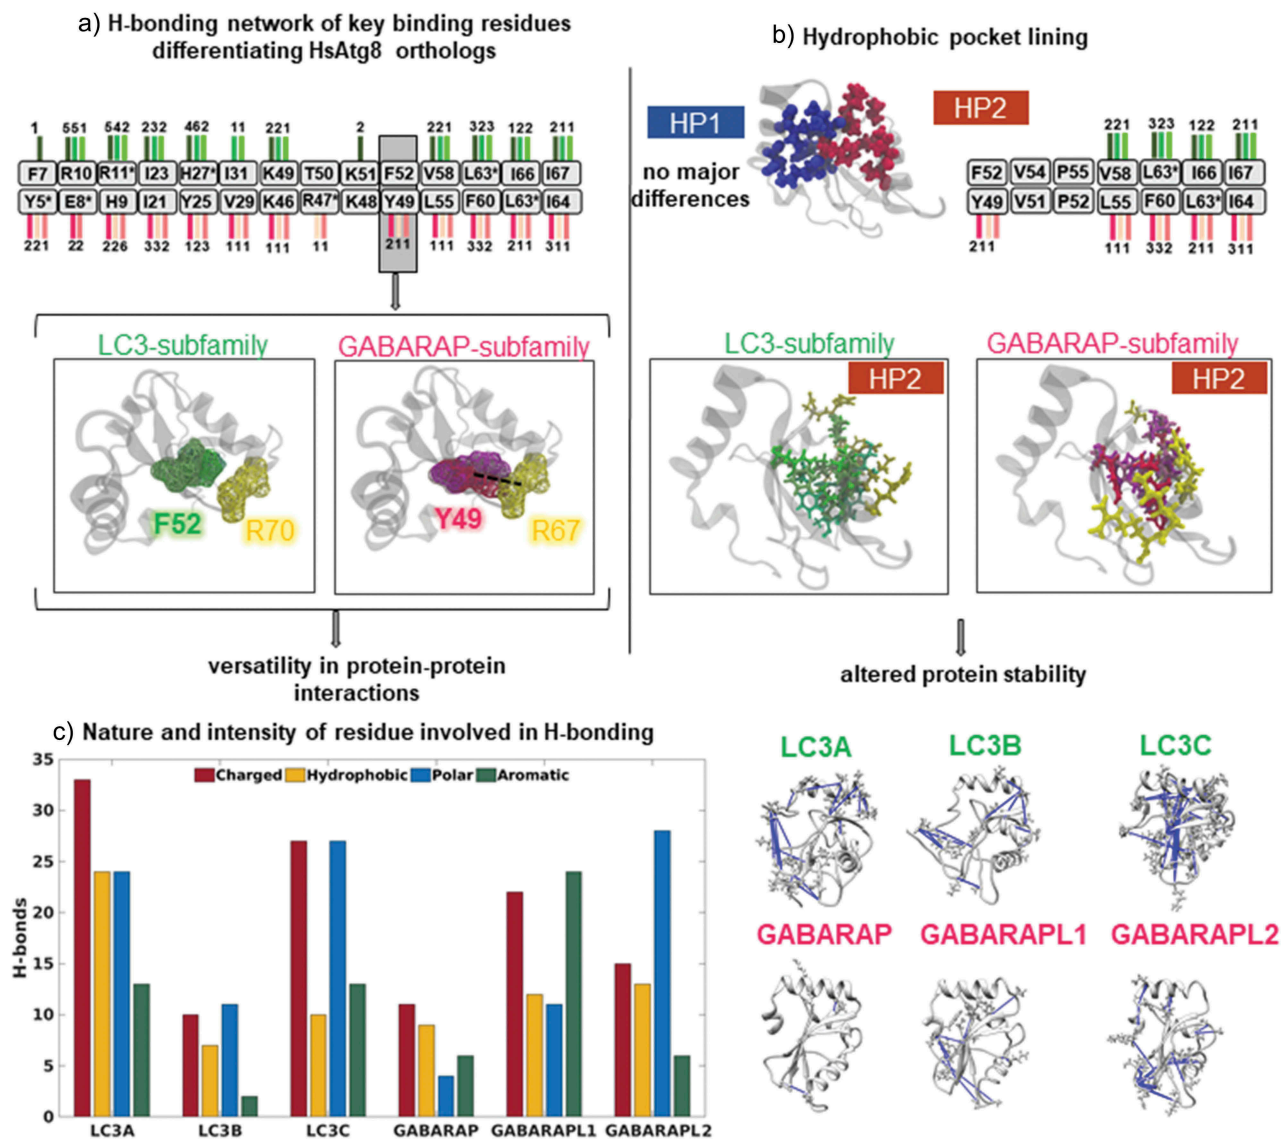 a) H-bonding network of key binding residues
differentiating HsAtg8 orthologs
1 551 542 232 462 11 221 2 221 323 122 211
F7 R10 R11* I23 H27* I31 K49 T50 K51 F52 V58 L63* I66 I67
Y5* E8* H9 I21 Y25 V29 K46 R47* K48 Y49 L55 F60 L63* I64
221 22 226 332 123 111 111 11 211 111 332 211 311
LC3-subfamily
GABARAP-subfamily
F52
R70
Y49
R67
versatility in protein-protein
interactions
b) Hydrophobic pocket lining
HP1
HP2
no major
differences
221 323 122 211
F52 V54 P55 V58 L63* I66 I67
Y49 V51 P52 L55 F60 L63* I64
211 111 332 211 311
LC3-subfamily
HP2
GABARAP-subfamily
HP2
altered protein stability
c) Nature and intensity of residue involved in H-bonding
Charged Hydrophobic Polar Aromatic
H-bonds
35
30
25
20
15
10
5
0
LC3A LC3B LC3C GABARAP GABARAPL1 GABARAPL2
LC3A LC3B LC3C
GABARAP GABARAPL1 GABARAPL2